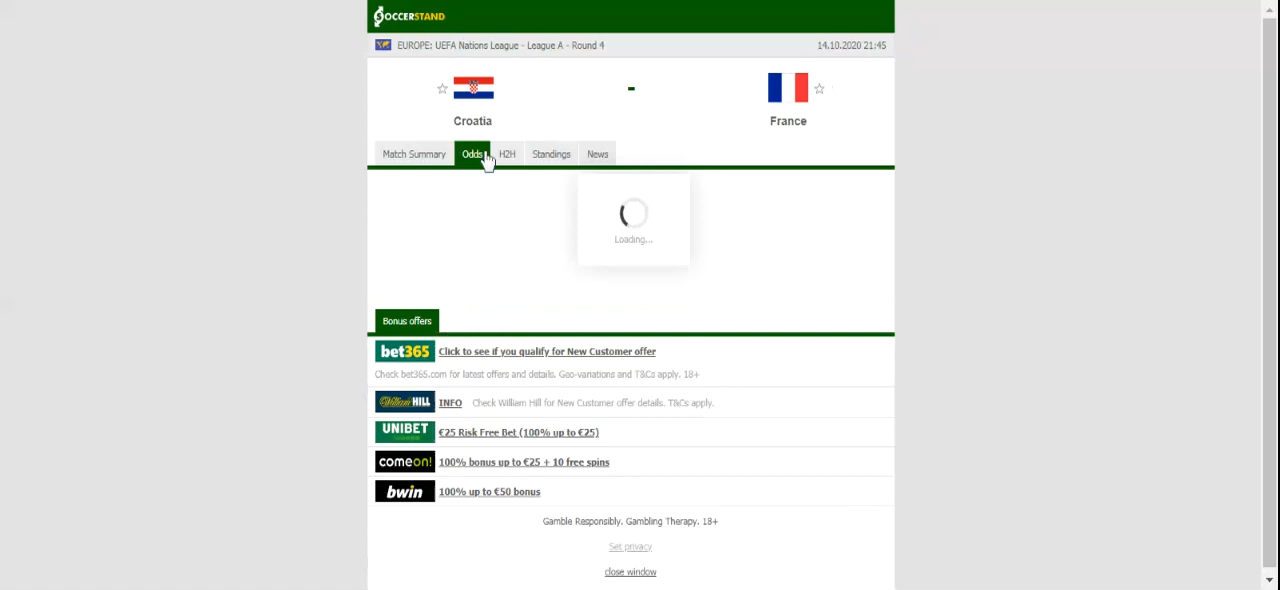 SOCCERSTAND
EUROPE: UEFA Nations League - League A - Round 4 14.10.2020 21:45
-
Croatia France
Match Summary Odds H2H Standings News
Loading...
Bonus offers
bet365 Click to see if you qualify for New Customer offer
Check bet365.com for latest offers and details. Geo-variations and T&Cs apply. 18+
William HILL INFO Check William Hill for New Customer offer details. T&Cs apply.
UNIBET €25 Risk Free Bet (100% up to €25)
comeon! 100% bonus up to €25 + 10 free spins
bwin 100% up to €50 bonus
Gamble Responsibly. Gambling Therapy. 18+
Set privacy
close window